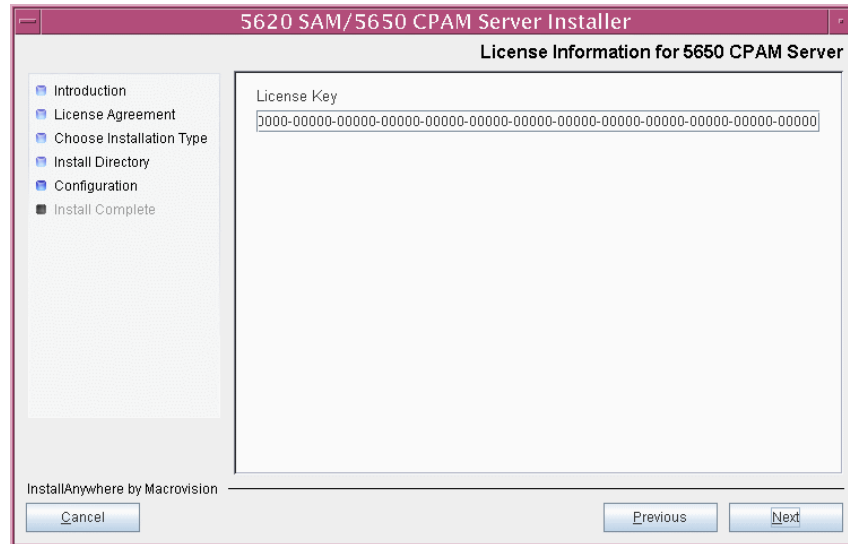 5620 SAM/5650 CPAM Server Installer
License Information for 5650 CPAM Server
Introduction
License Agreement
Choose Installation Type
Install Directory
Configuration
Install Complete
License Key
0000-00000-00000-00000-00000-00000-00000-00000-00000-00000-00000-00000-00000
InstallAnywhere by Macrovision
Cancel
Previous
Next